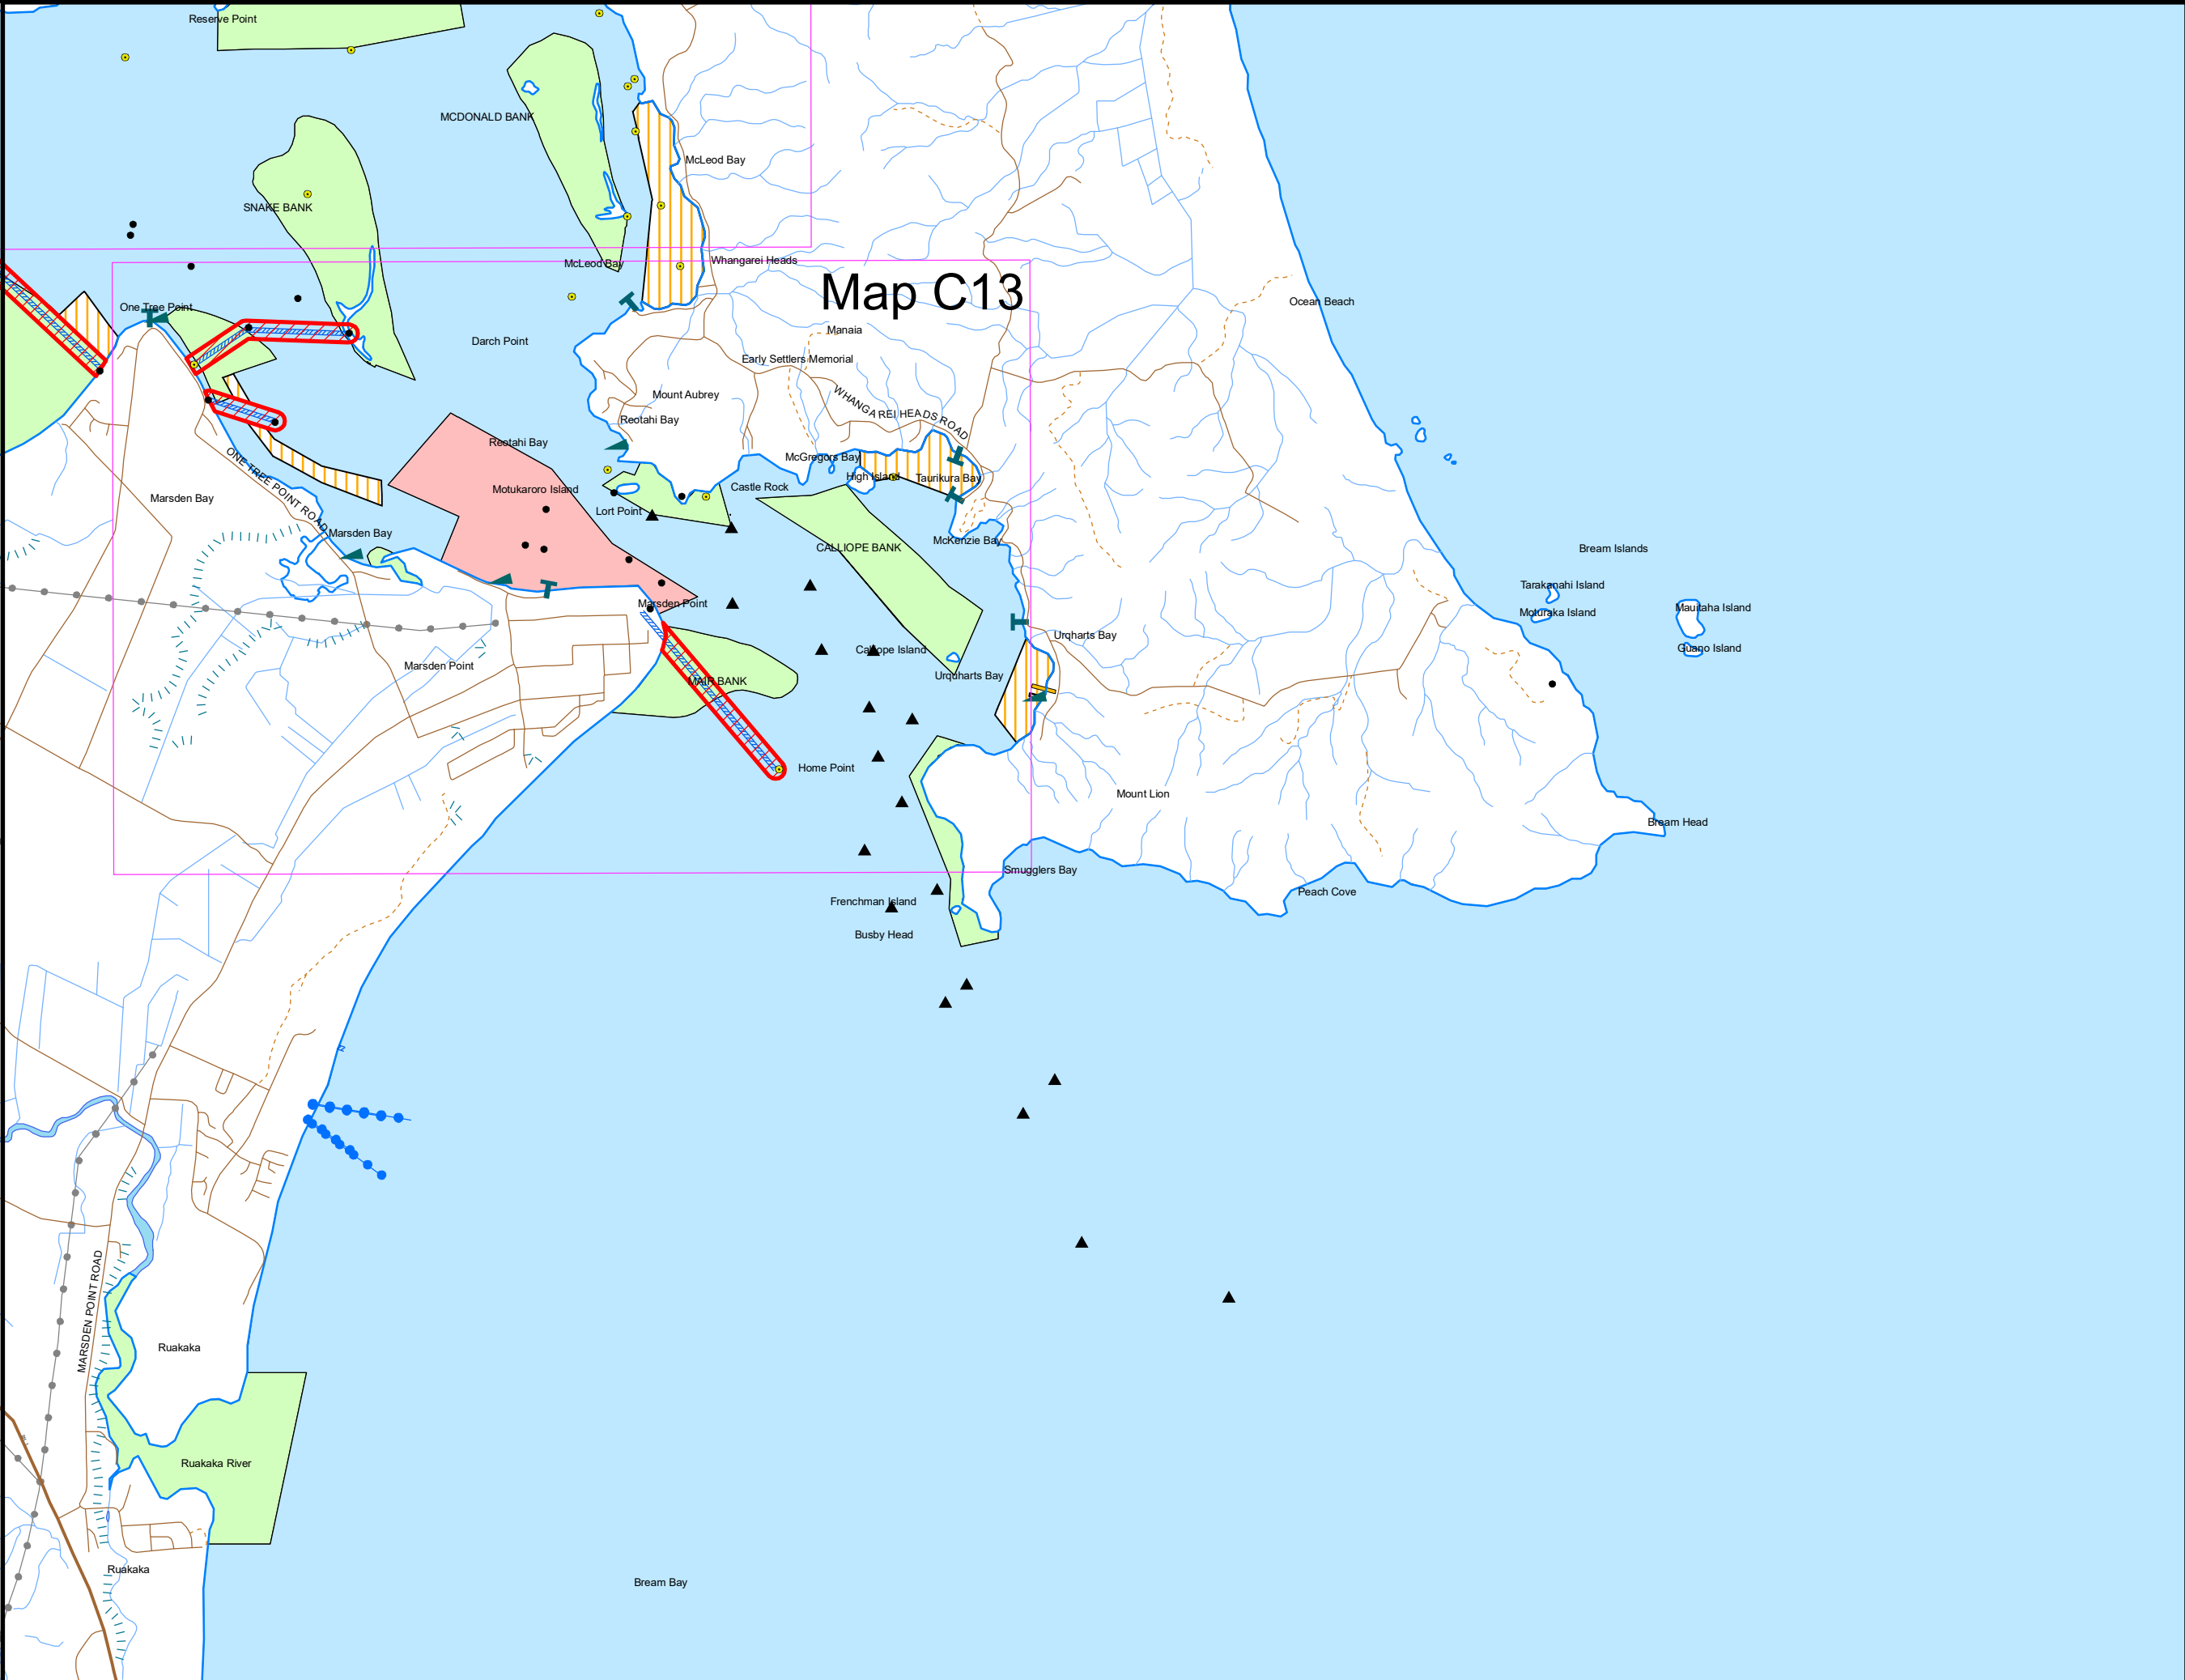 Reserve Point
MCDONALD BANK
McLeod Bay
SNAKE BANK
McLeod Bay
Whangarei Heads
Map C13
Ocean Beach
One Tree Point
Manaia
Darch Point
Early Settlers Memorial
Mount Aubrey
WHANGAREI HEADS ROAD
Reotahi Bay
Reotahi Bay
ONE TREE POINT ROAD
McGregors Bay
High Island
Taurikura Bay
Castle Rock
Motukaroro Island
Marsden Bay
Lort Point
Marsden Bay
McKenzie Bay
CALLIOPE BANK
Bream Islands
Tarakanahi Island
Marsden Point
Mauitaha Island
Moturaka Island
Urqharts Bay
Calliope Island
Guano Island
Marsden Point
Urquharts Bay
MAIR BANK
Home Point
Mount Lion
Bream Head
Smugglers Bay
Peach Cove
Frenchman Island
Busby Head
MARSDEN POINT ROAD
Ruakaka
Ruakaka River
Ruakaka
Bream Bay